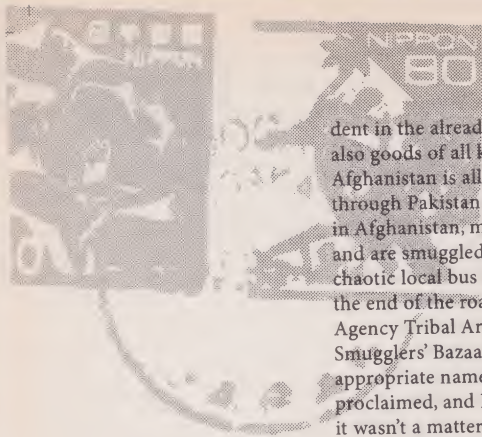 NIPPON
NIPPON
80
dent in the alread
also goods of all k
Afghanistan is all
through Pakistan
in Afghanistan, m
and are smuggled
chaotic local bus
the end of the roa
Agency Tribal Ar
Smugglers' Bazaa
appropriate name
proclaimed, and I
it wasn't a matter